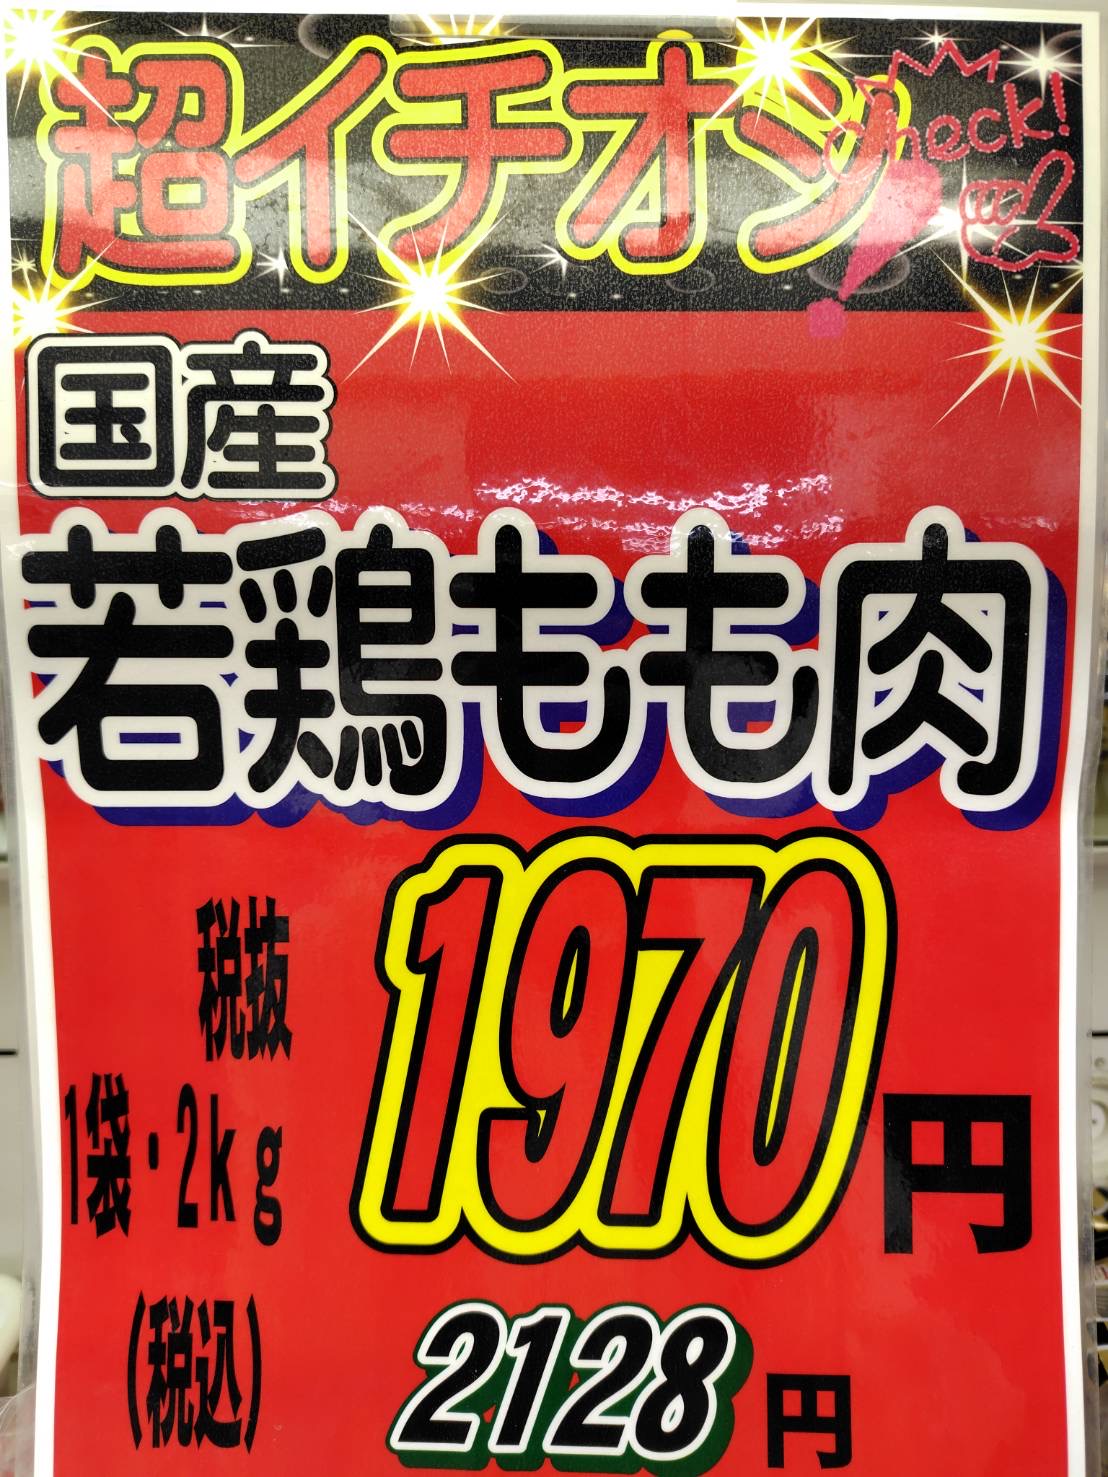 超イチオシ
check!
国産
若鶏もも肉
税抜
1970円
1袋・2kg
(税込)
2128円